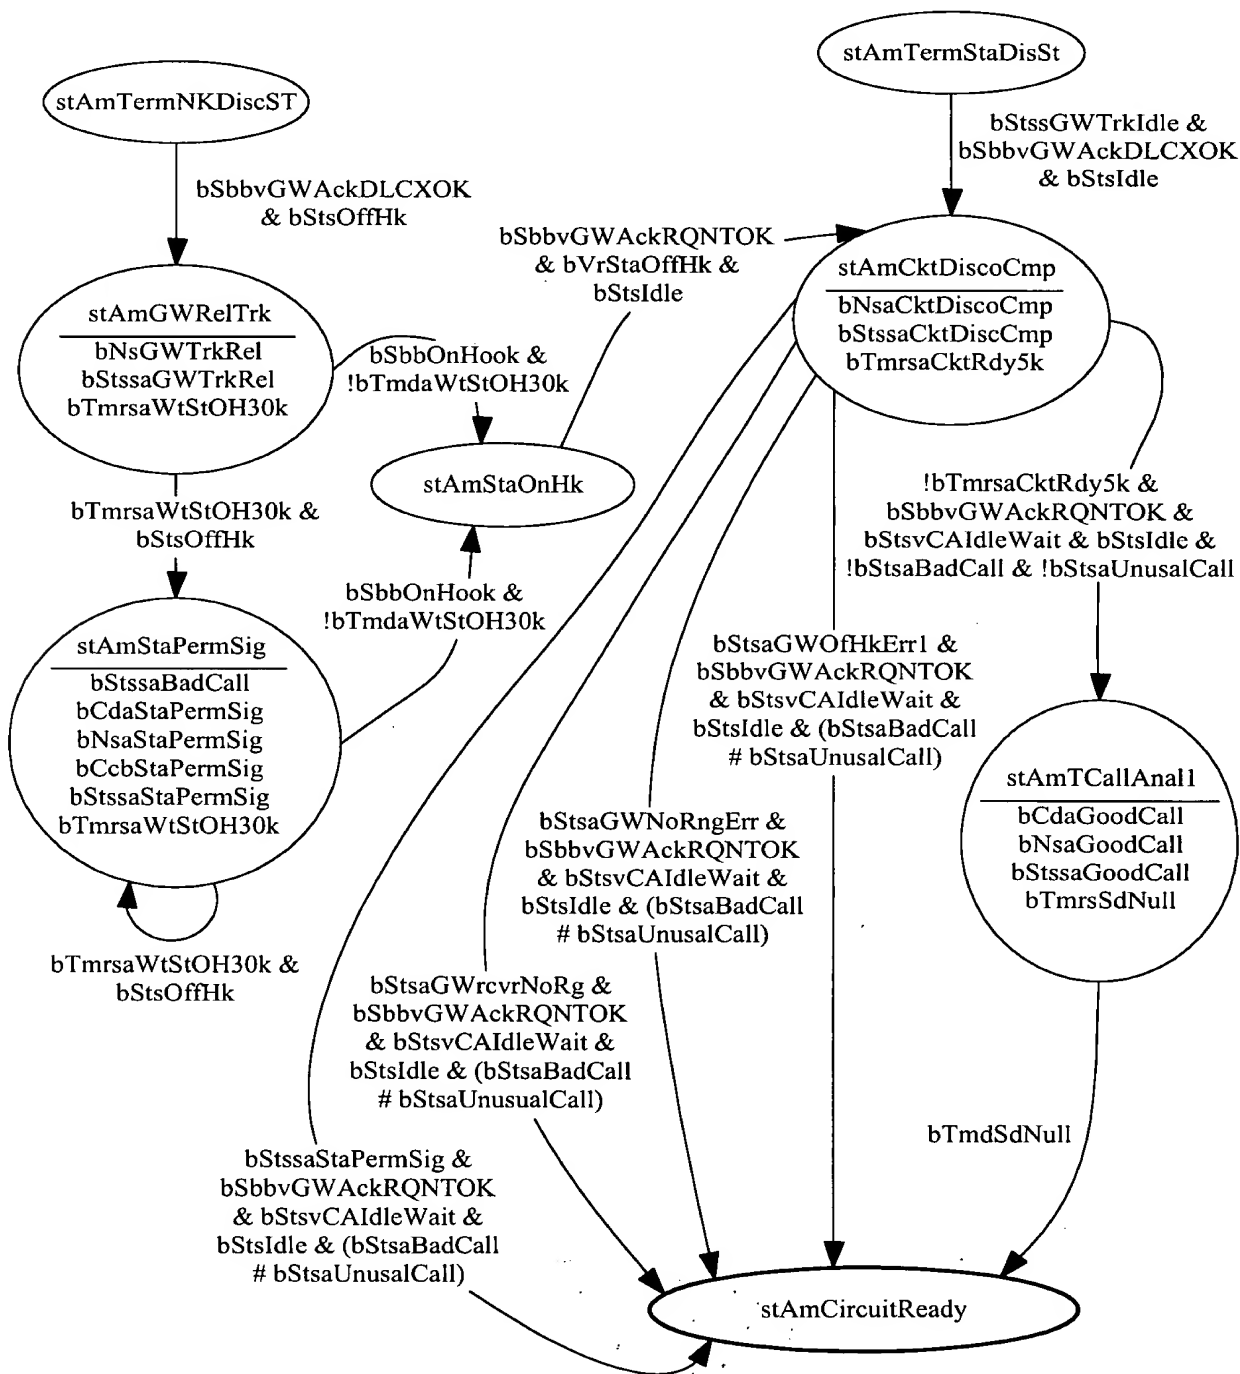 stAmTermStaDisSt
stAmTermNKDiscST
bStssGWTrkIdle &
bSbbvGWAckDLCXOK
& bStsIdle
bSbbvGWAckDLCXOK
& bStsOffHk
bSbbvGWAckRQNTOK
& bVrStaOffHk &
bStsIdle
stAmCktDiscoCmp
bNsaCktDiscoCmp
bStssaCktDiscCmp
bTmrsaCktRdy5k
stAmGWRelTrk
bNsGWTrkRel
bStssaGWTrkRel
bTmrsaWtStOH30k
bSbbOnHook &
!bTmdaWtStOH30k
stAmStaOnHk
bTmrsaWtStOH30k &
bStsOffHk
!bTmrsaCktRdy5k &
bSbbvGWAckRQNTOK &
bStsvCAIdleWait & bStsIdle &
!bStsaBadCall & !bStsaUnusalCall
bSbbOnHook &
!bTmdaWtStOH30k
stAmStaPermSig
bStssaBadCall
bCdaStaPermSig
bNsaStaPermSig
bCcbStaPermSig
bStssaStaPermSig
bTmrsaWtStOH30k
bStsaGWOfHkErr1 &
bSbbvGWAckRQNTOK
& bStsvCAIdleWait &
bStsIdle & (bStsaBadCall
# bStsaUnusalCall)
stAmTCallAnal1
bCdaGoodCall
bNsaGoodCall
bStssaGoodCall
bTmrsSdNull
bStsaGWNoRngErr &
bSbbvGWAckRQNTOK
& bStsvCAIdleWait &
bStsIdle & (bStsaBadCall
# bStsaUnusalCall)
bTmrsaWtStOH30k &
bStsOffHk
bStsaGWrcvrNoRg &
bSbbvGWAckRQNTOK
& bStsvCAIdleWait &
bStsIdle & (bStsaBadCall
# bStsaUnusualCall)
bTmdSdNull
bStssaStaPermSig &
bSbbvGWAckRQNTOK
& bStsvCAIdleWait &
bStsIdle & (bStsaBadCall
# bStsaUnusalCall)
stAmCircuitReady